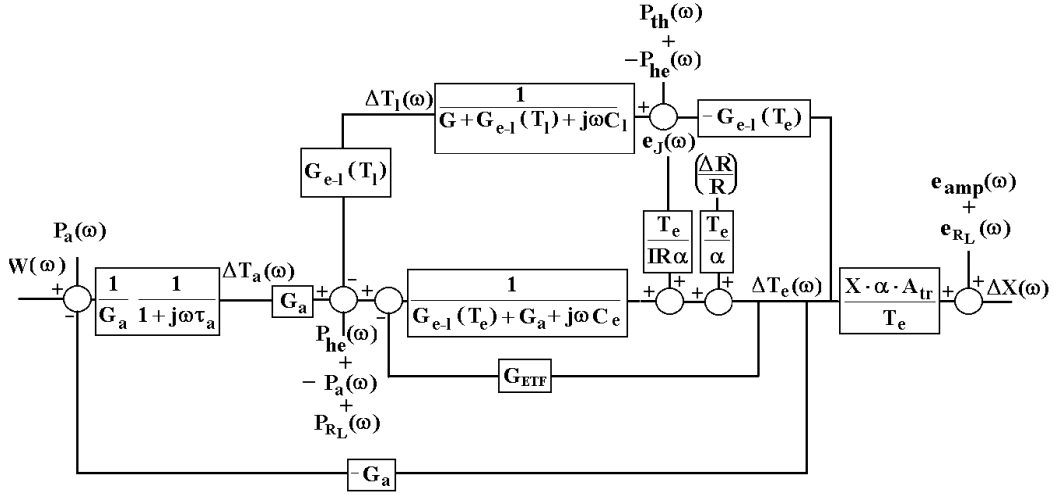 P_th(ω)
+
-P_he(ω)
ΔT_l(ω)
1
G+G_e-l(T_l)+jωC_l
+
+
-G_e-l(T_e)
e_J(ω)
(ΔR/R)
G_e-l(T_l)
e_amp(ω)
+
e_R_L(ω)
P_a(ω)
W(ω)
+
-
1/G_a 1/1+jωτ_a
ΔT_a(ω)
G_a
+
-
+
-
1
G_e-l(T_e)+G_a+jωC_e
T_e
IRα
T_e
α
+
+
+
+
ΔT_e(ω)
X·α·A_tr
T_e
+
+
ΔX(ω)
P_he(ω)
+
- P_a(ω)
+
P_R_L(ω)
G_ETF
-G_a